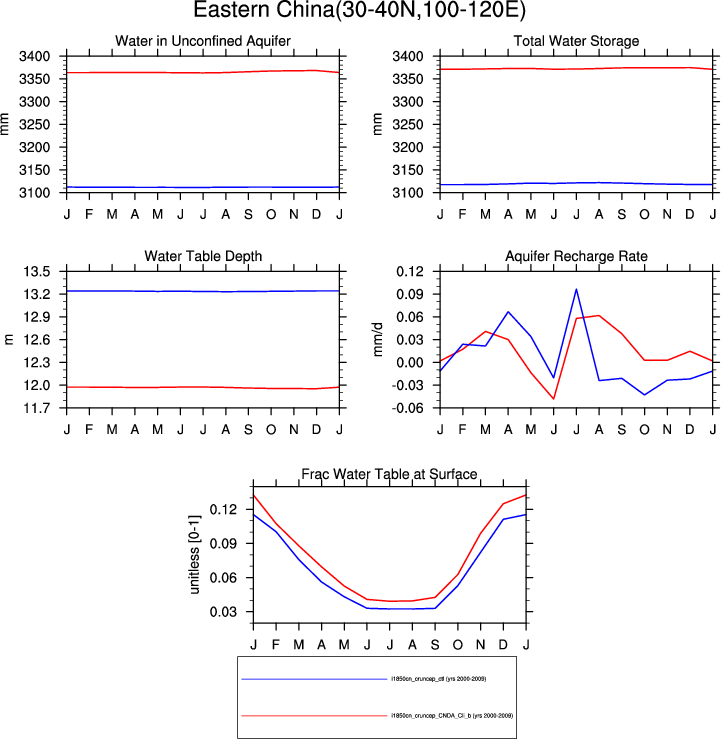 Eastern China(30-40N,100-120E)
Water in Unconfined Aquifer
3400
3350
3300
3250
3200
3150
3100
mm
J F M A M J J A S O N D J
Total Water Storage
3400
3350
3300
3250
3200
3150
3100
mm
J F M A M J J A S O N D J
Water Table Depth
13.5
13.2
12.9
12.6
12.3
12.0
11.7
m
J F M A M J J A S O N D J
Aquifer Recharge Rate
0.12
0.09
0.06
0.03
0.00
-0.03
-0.06
mm/d
J F M A M J J A S O N D J
Frac Water Table at Surface
0.12
0.09
0.06
0.03
unitless [0-1]
J F M A M J J A S O N D J
i1850cn_cruncep_ctl (yrs 2000-2009)
i1850cn_cruncep_CNDA_Cli_b (yrs 2000-2009)